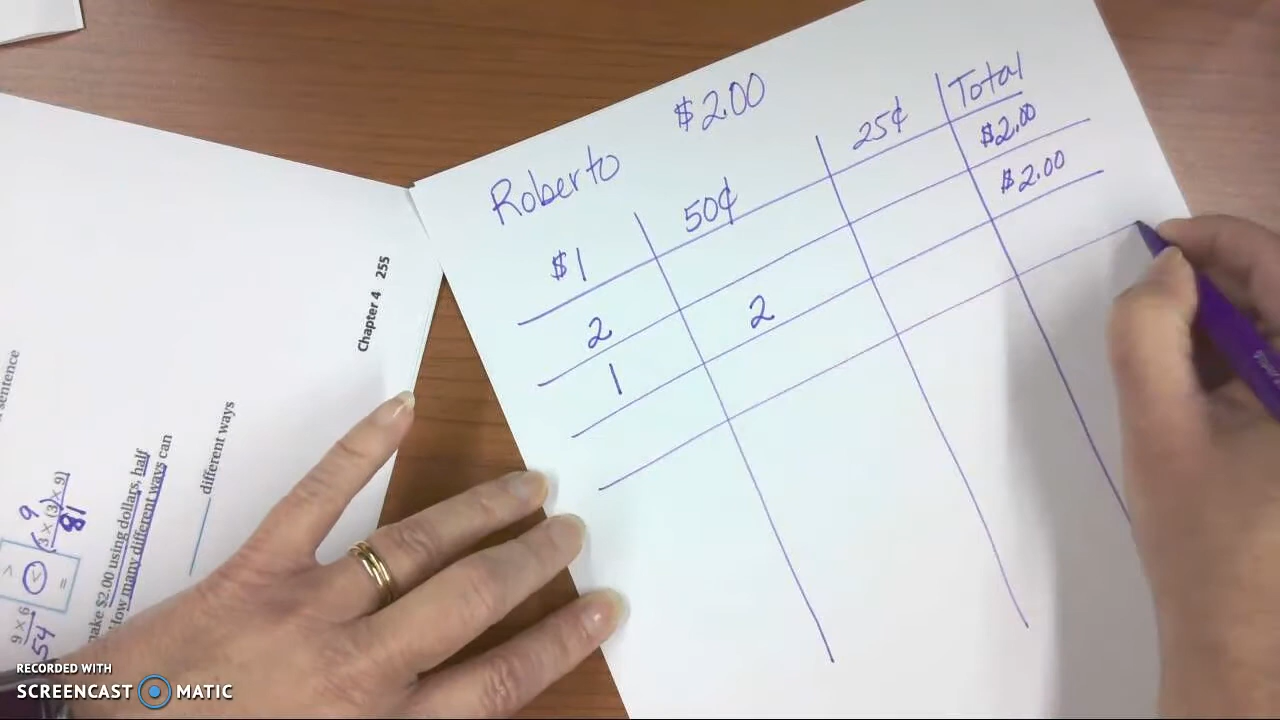 Roberto
$2.00
$1
50¢
25¢
Total
2
$2.00
1
2
$2.00
Chapter 4 255
sentence
different ways
make $2.00 using dollars, half
How many different ways can
9
3 × (3 × 9)
81
>
<
=
9 × 6
54
RECORDED WITH
SCREENCAST MATIC